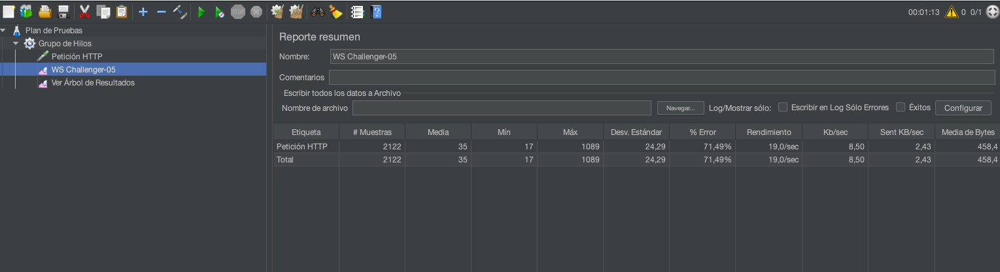 00:01:13 0 0/1
Plan de Pruebas
Grupo de Hilos
Petición HTTP
WS Challenger-05
Ver Árbol de Resultados
Reporte resumen
Nombre: WS Challenger-05
Comentarios
Escribir todos los datos a Archivo
Nombre de archivo Navegar... Log/Mostrar sólo: Escribir en Log Sólo Errores Éxitos Configurar
Etiqueta # Muestras Media Mín Máx Desv. Estándar % Error Rendimiento Kb/sec Sent KB/sec Media de Bytes
Petición HTTP 2122 35 17 1089 24,29 71,49% 19,0/sec 8,50 2,43 458,4
Total 2122 35 17 1089 24,29 71,49% 19,0/sec 8,50 2,43 458,4